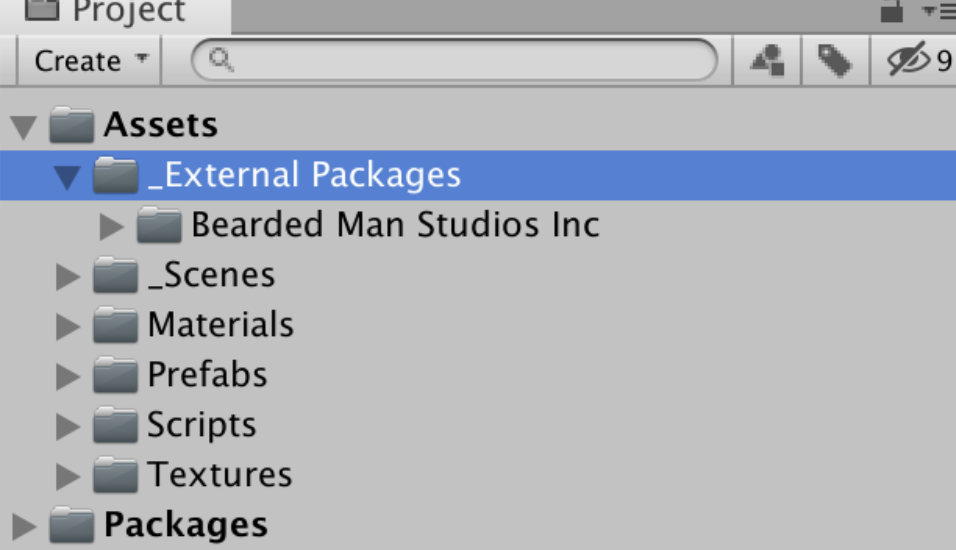 Project
Create
9
Assets
_External Packages
Bearded Man Studios Inc
_Scenes
Materials
Prefabs
Scripts
Textures
Packages